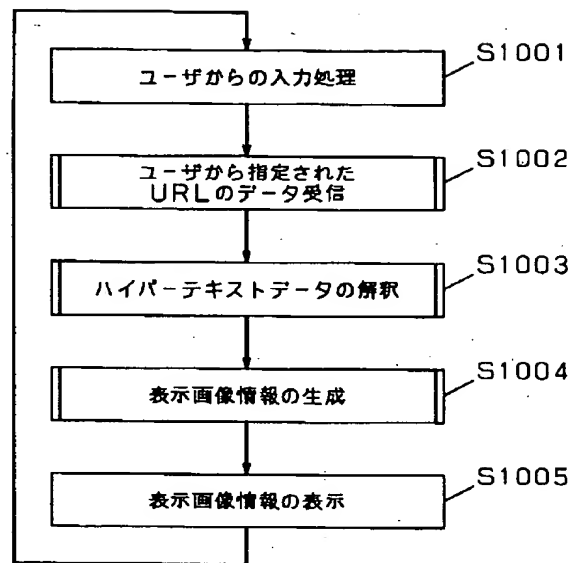 ユーザからの入力処理
S1001
ユーザから指定された
URLのデータ受信
S1002
ハイパーテキストデータの解釈
S1003
表示画像情報の生成
S1004
表示画像情報の表示
S1005